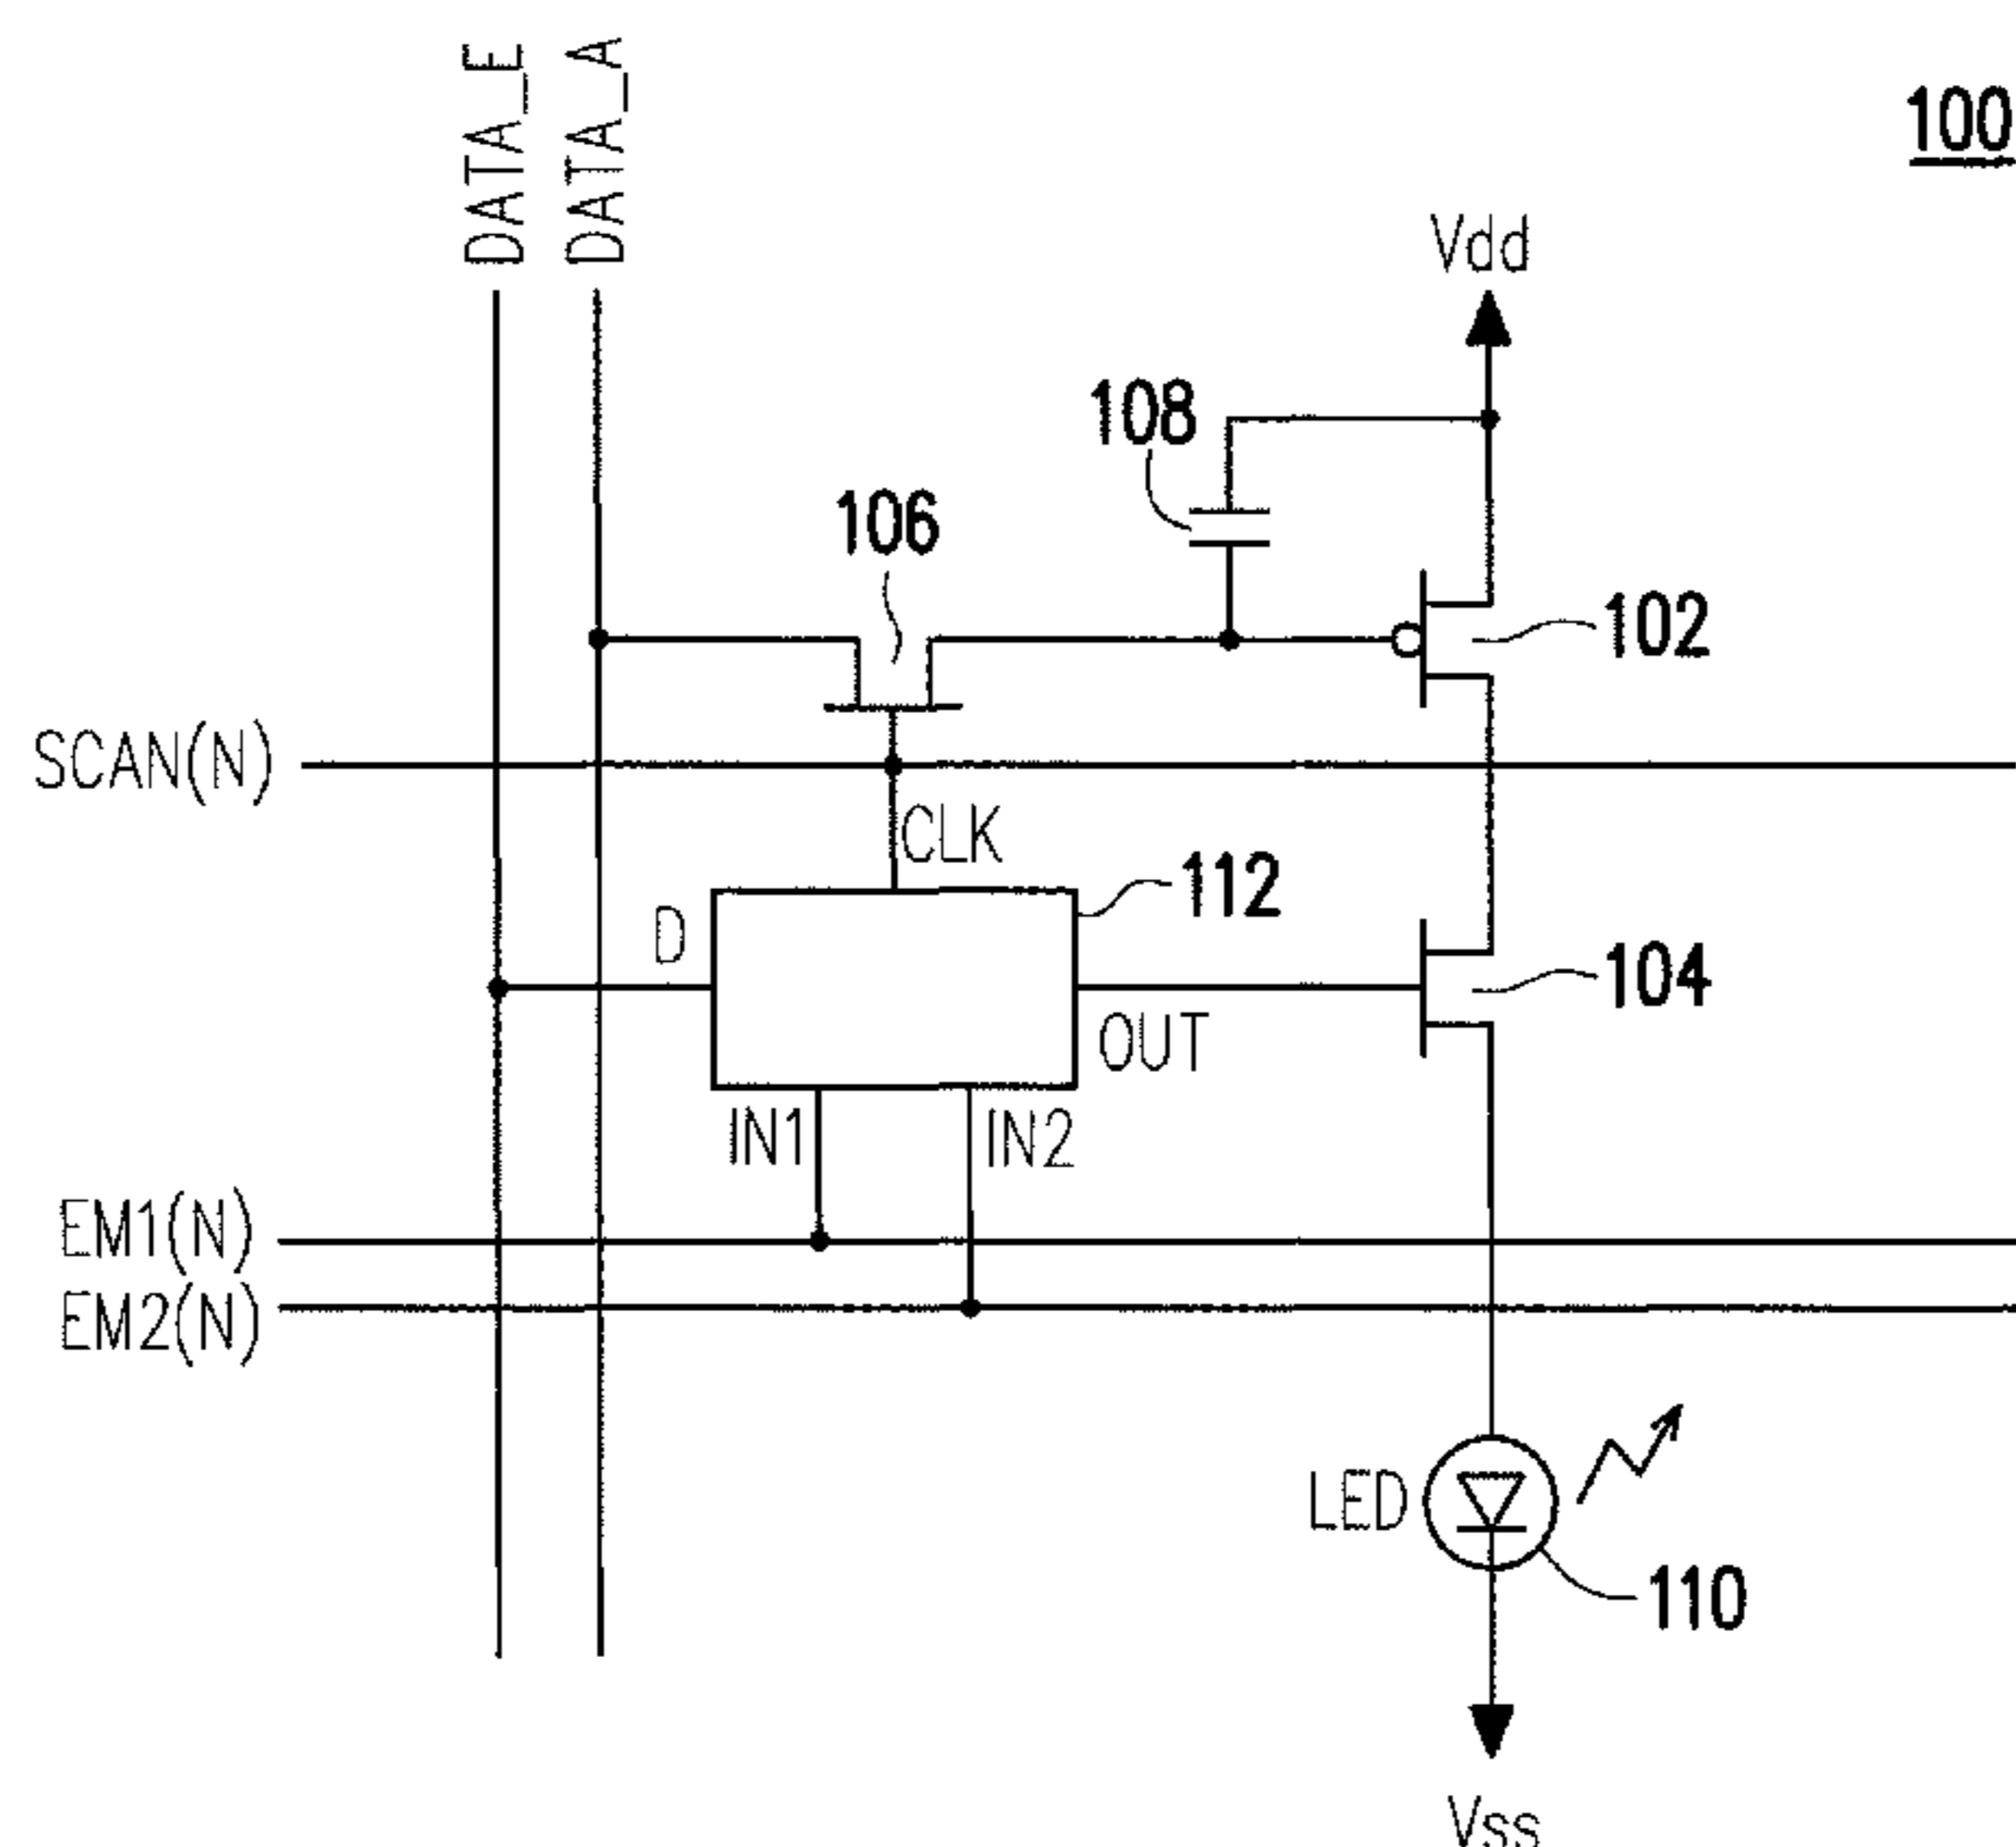 DATA_E
DATA_A
100
Vdd
108
106
102
SCAN(N)
CLK
112
D
104
OUT
IN1
IN2
EM1(N)
EM2(N)
LED
110
Vss